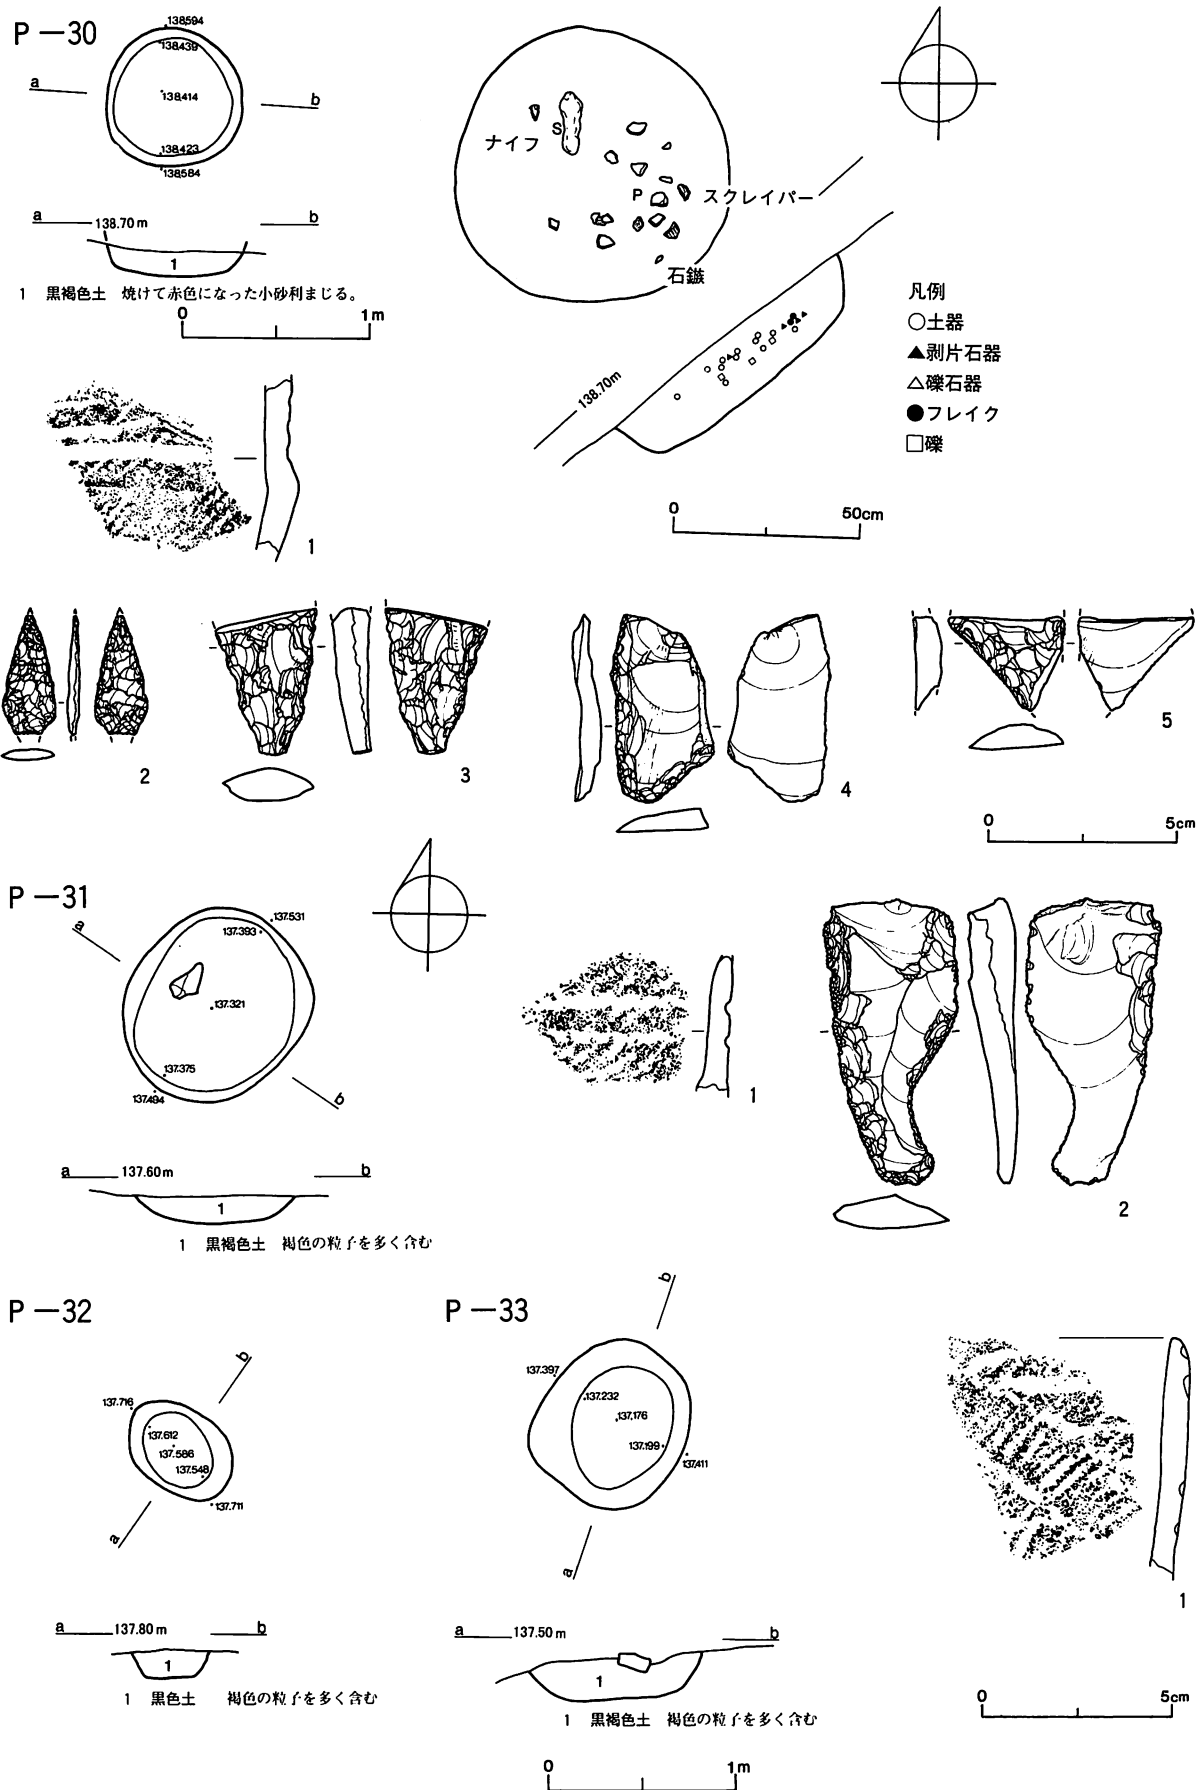 P－30
138.594
138.439
138.414
138.423
138.584
a
b
a 138.70m b
1
1 黒褐色土 焼けて赤色になった小砂利まじる。
0 1m
ナイフ
S
P
スクレイパー
石鏃
138.70m
凡例
○土器
▲剥片石器
△礫石器
●フレイク
□礫
0 50cm
1
2
3
4
5
0 5cm
P－31
a
b
137.531
137.393
137.321
137.375
137.494
a 137.60m b
1
1 黒褐色土 褐色の粒子を多く含む
1
2
P－32
b
137.716
137.612
137.586
137.548
137.711
a
a 137.80m b
1
1 黒色土 褐色の粒子を多く含む
P－33
b
137.397
137.232
137.176
137.199
137.411
a
a 137.50m b
1
1 黒褐色土 褐色の粒子を多く含む
0 1m
1
0 5cm